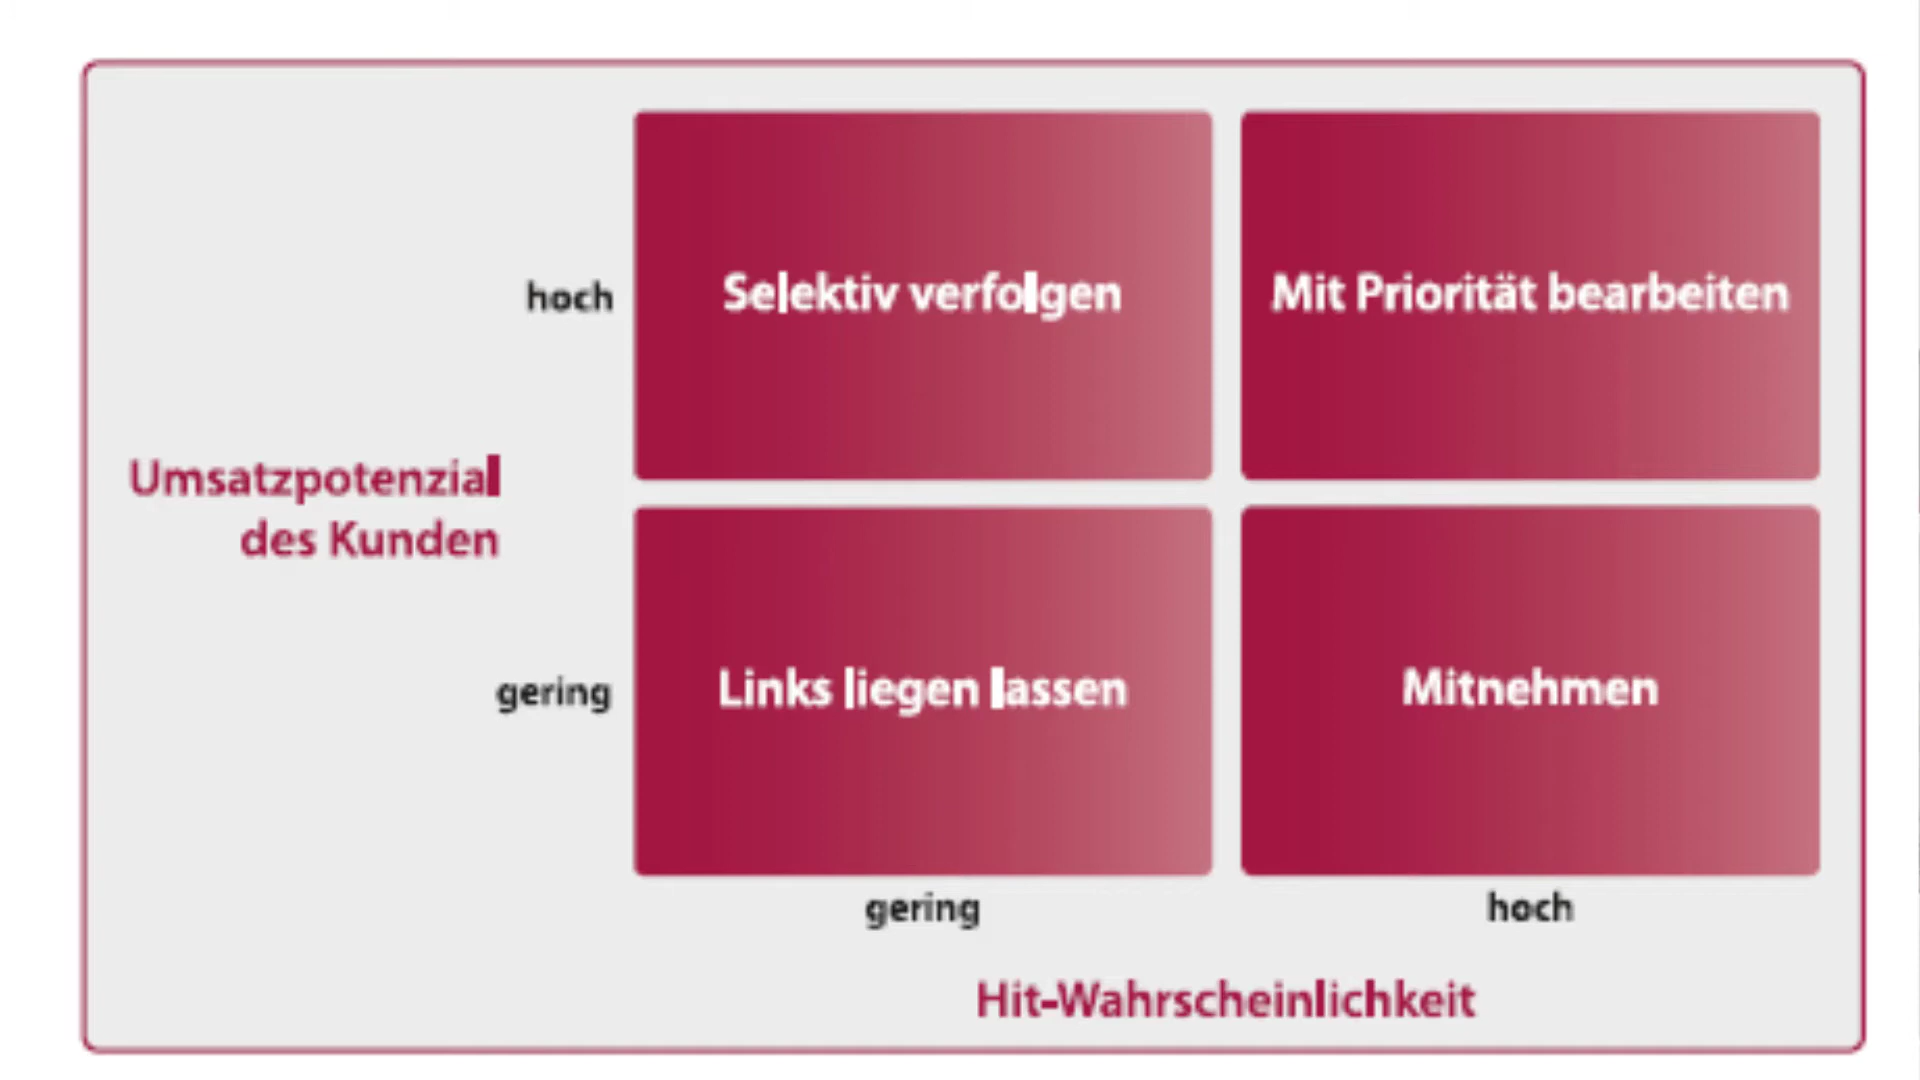 hoch
Selektiv verfolgen
Mit Priorität bearbeiten
Umsatzpotenzial
des Kunden
gering
Links liegen lassen
Mitnehmen
gering
hoch
Hit-Wahrscheinlichkeit